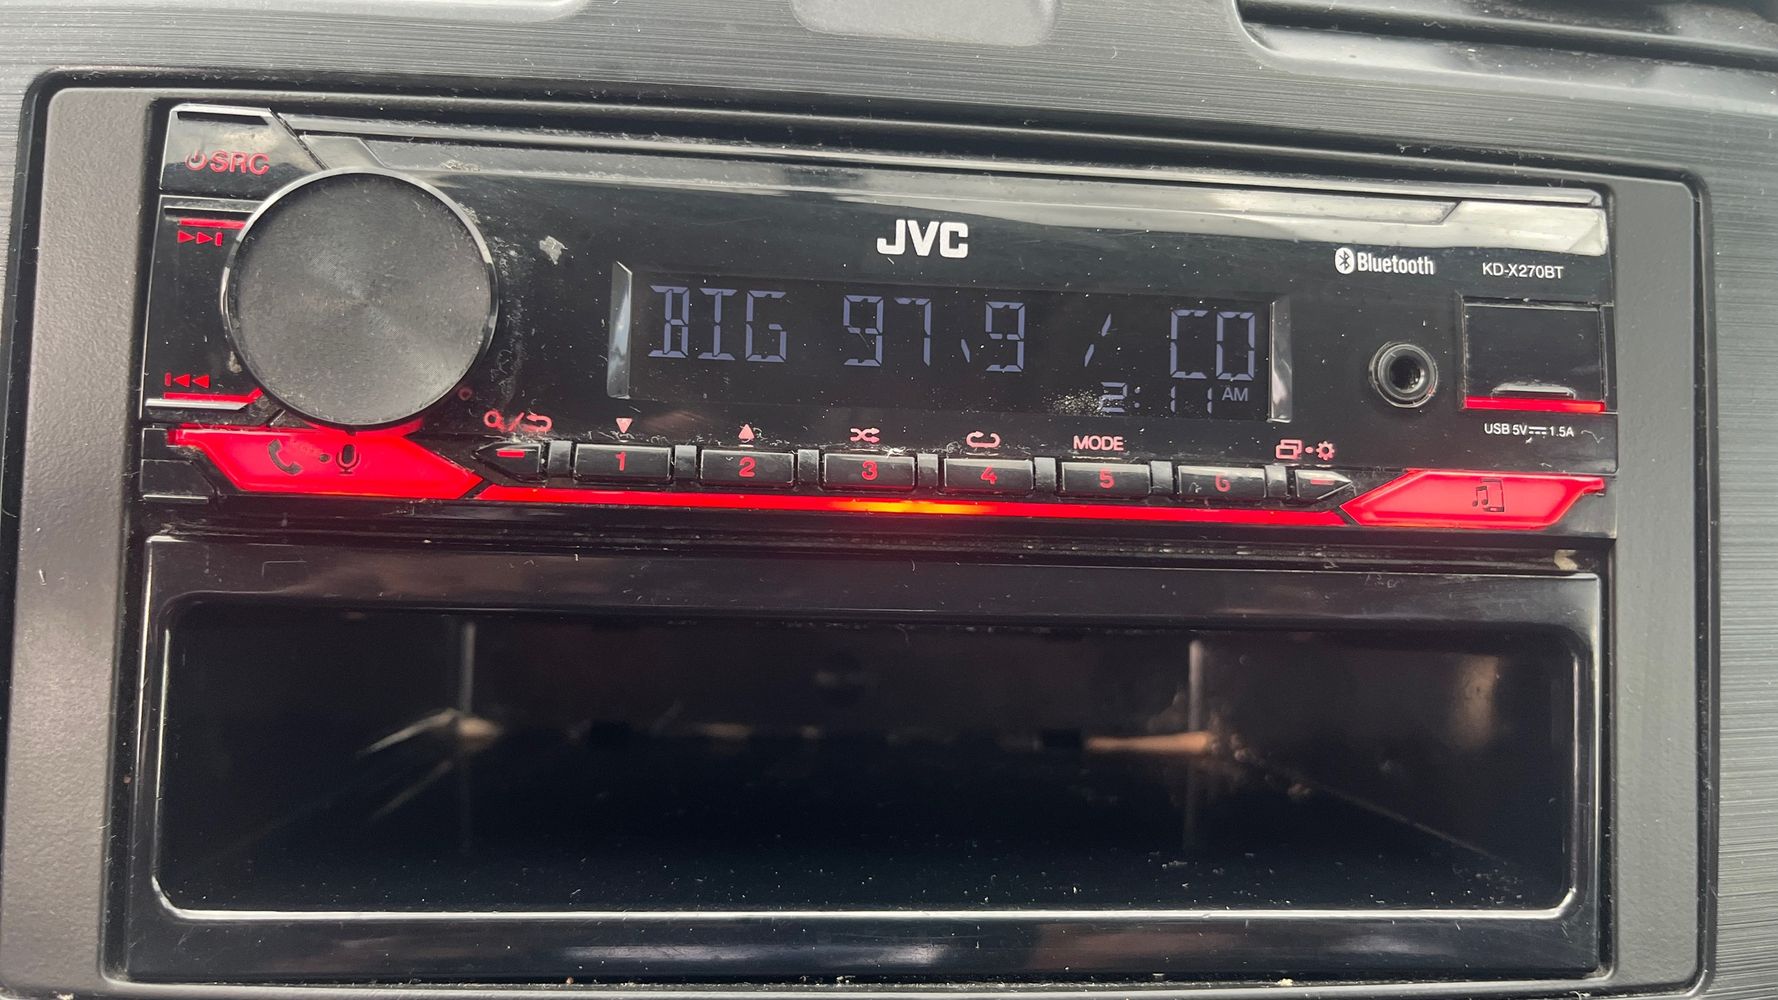 SRC
JVC
Bluetooth
KD-X270BT
BIG 97.9 / CO
2:11 AM
USB 5V 1.5A
MODE
1 2 3 4 5 6